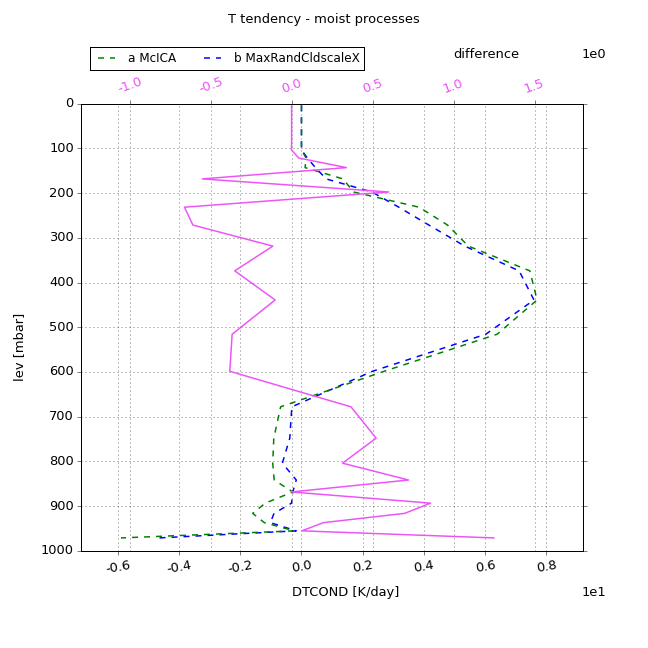 T tendency - moist processes
a McICA b MaxRandCldscaleX difference 1e0
-1.0 -0.5 0.0 0.5 1.0 1.5
0
100
200
300
400
500
600
700
800
900
1000
lev [mbar]
-0.6 -0.4 -0.2 0.0 0.2 0.4 0.6 0.8
DTCOND [K/day] 1e1